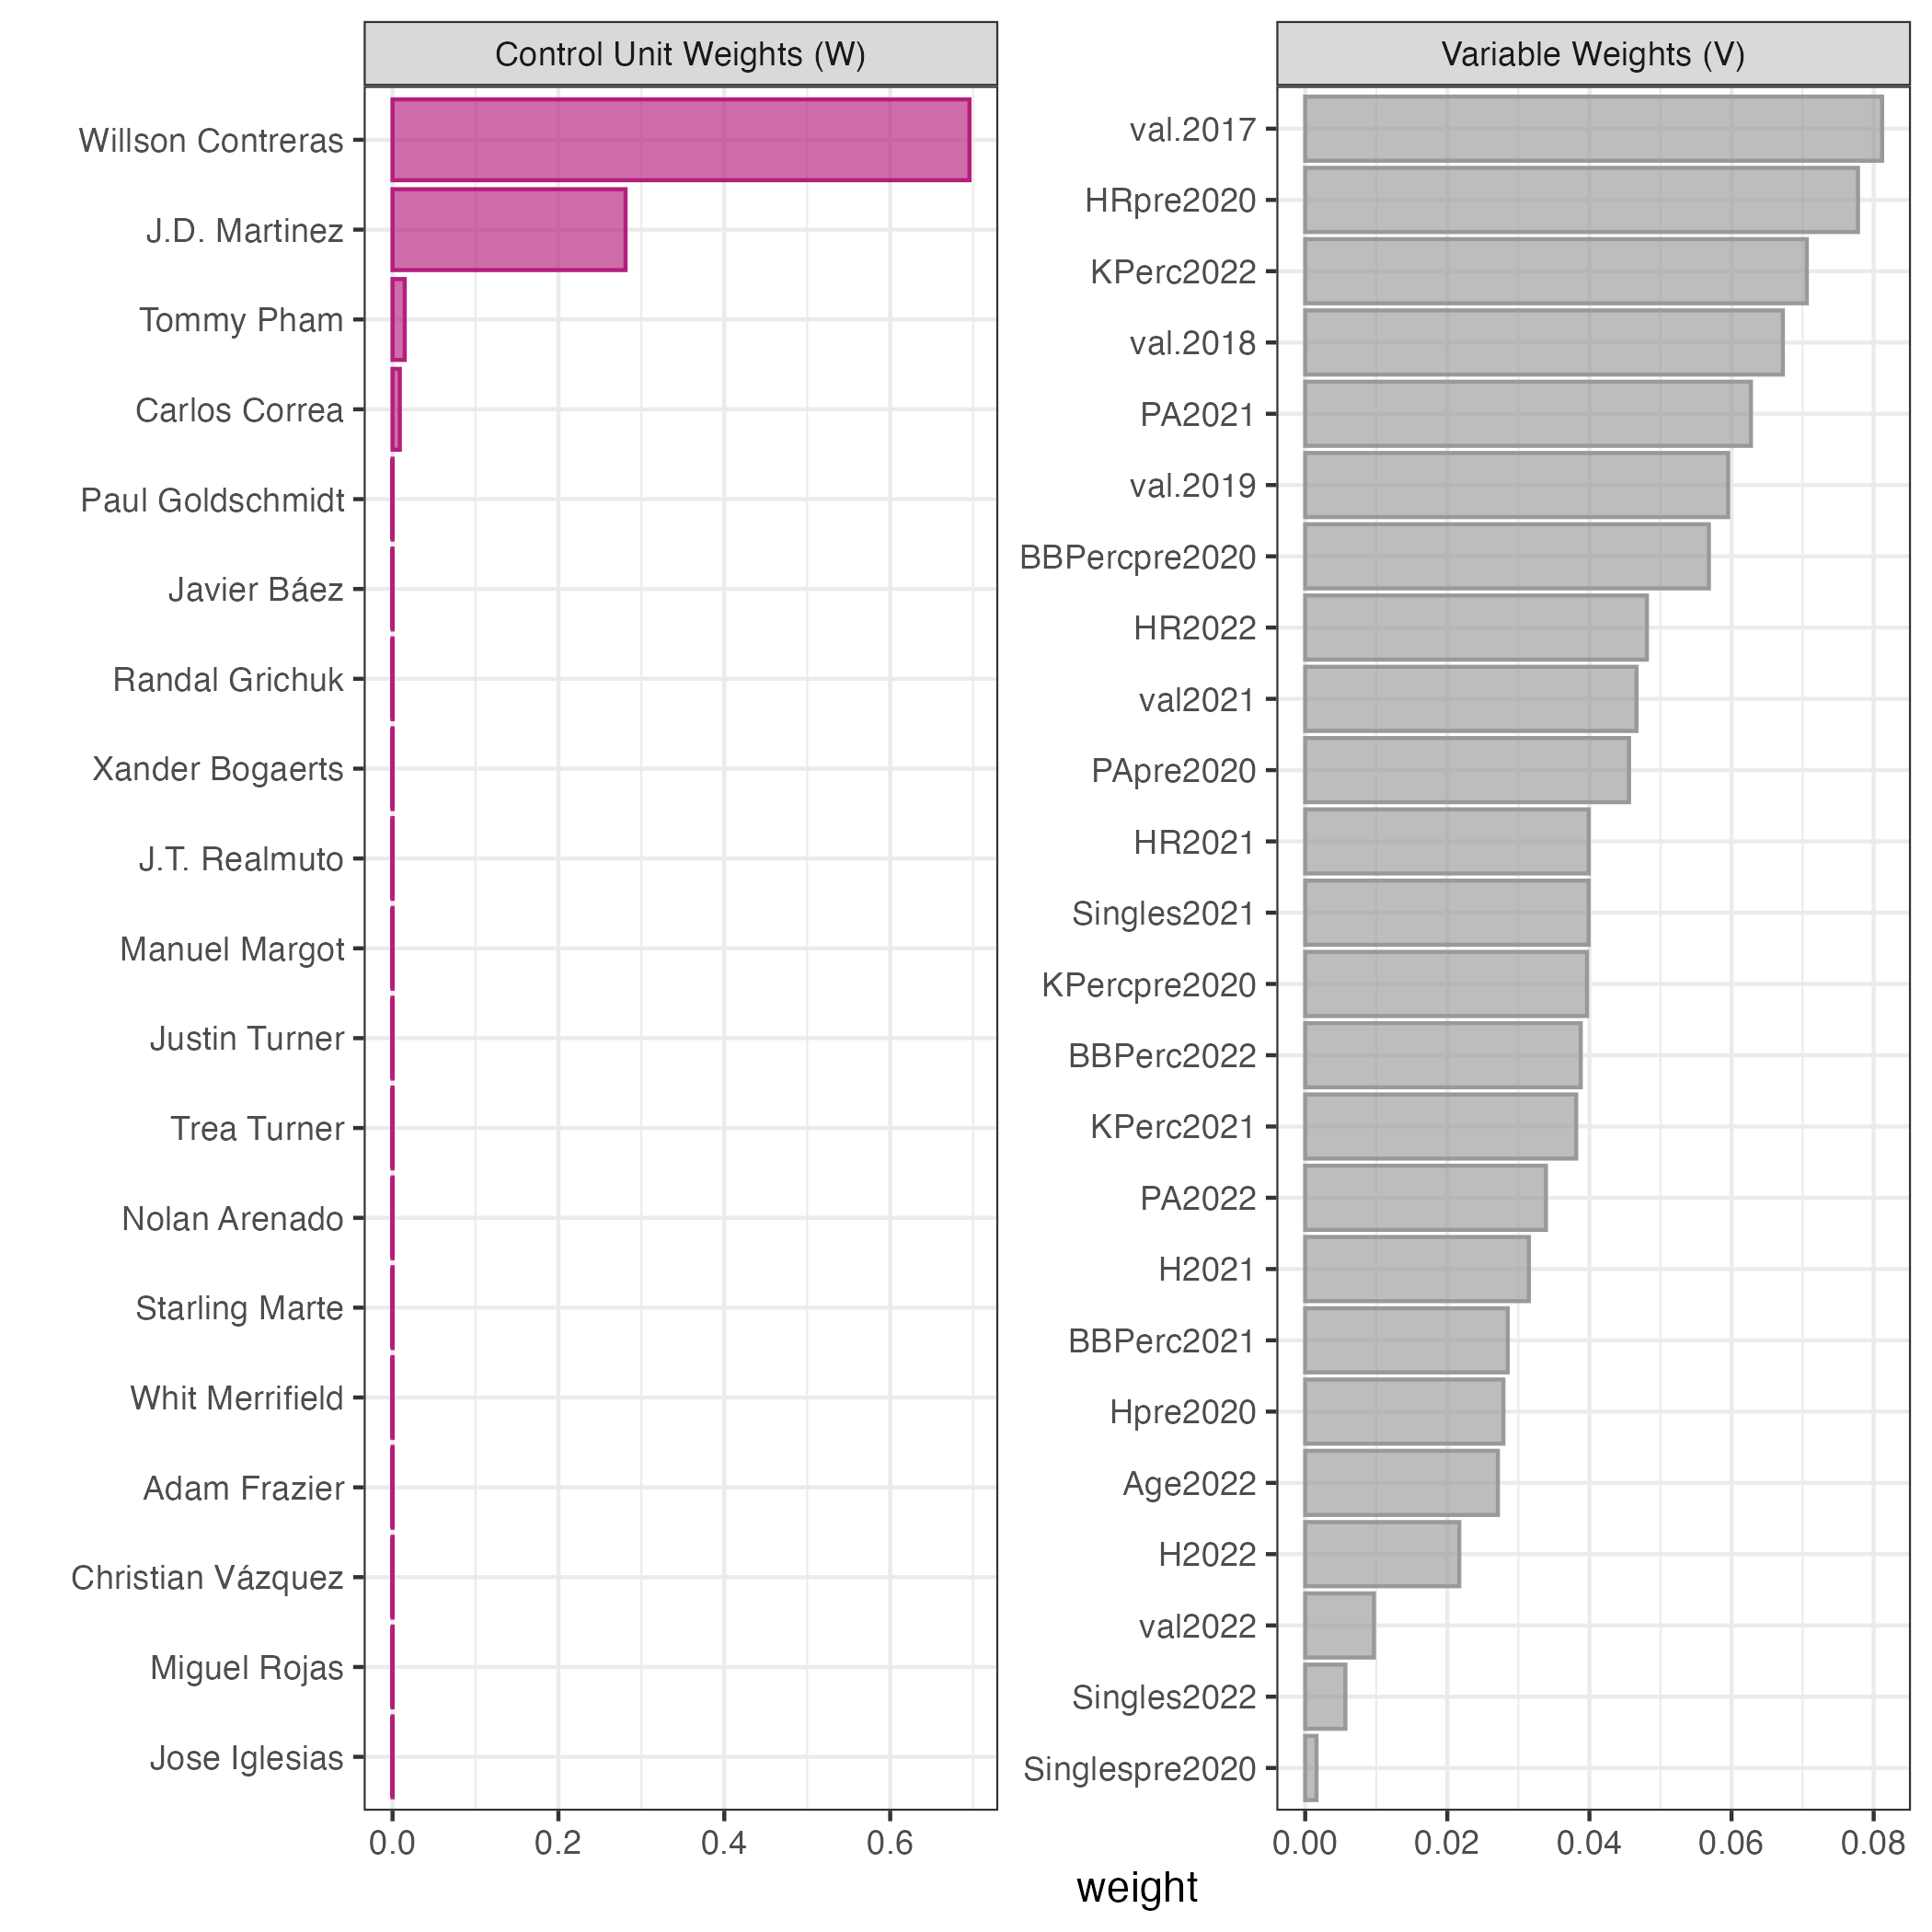 Control Unit Weights (W)
Willson Contreras
J.D. Martinez
Tommy Pham
Carlos Correa
Paul Goldschmidt
Javier Báez
Randal Grichuk
Xander Bogaerts
J.T. Realmuto
Manuel Margot
Justin Turner
Trea Turner
Nolan Arenado
Starling Marte
Whit Merrifield
Adam Frazier
Christian Vázquez
Miguel Rojas
Jose Iglesias
0.0 0.2 0.4 0.6
Variable Weights (V)
val.2017
HRpre2020
KPerc2022
val.2018
PA2021
val.2019
BBPercpre2020
HR2022
val2021
PApre2020
HR2021
Singles2021
KPercpre2020
BBPerc2022
KPerc2021
PA2022
H2021
BBPerc2021
Hpre2020
Age2022
H2022
val2022
Singles2022
Singlespre2020
0.00 0.02 0.04 0.06 0.08
weight